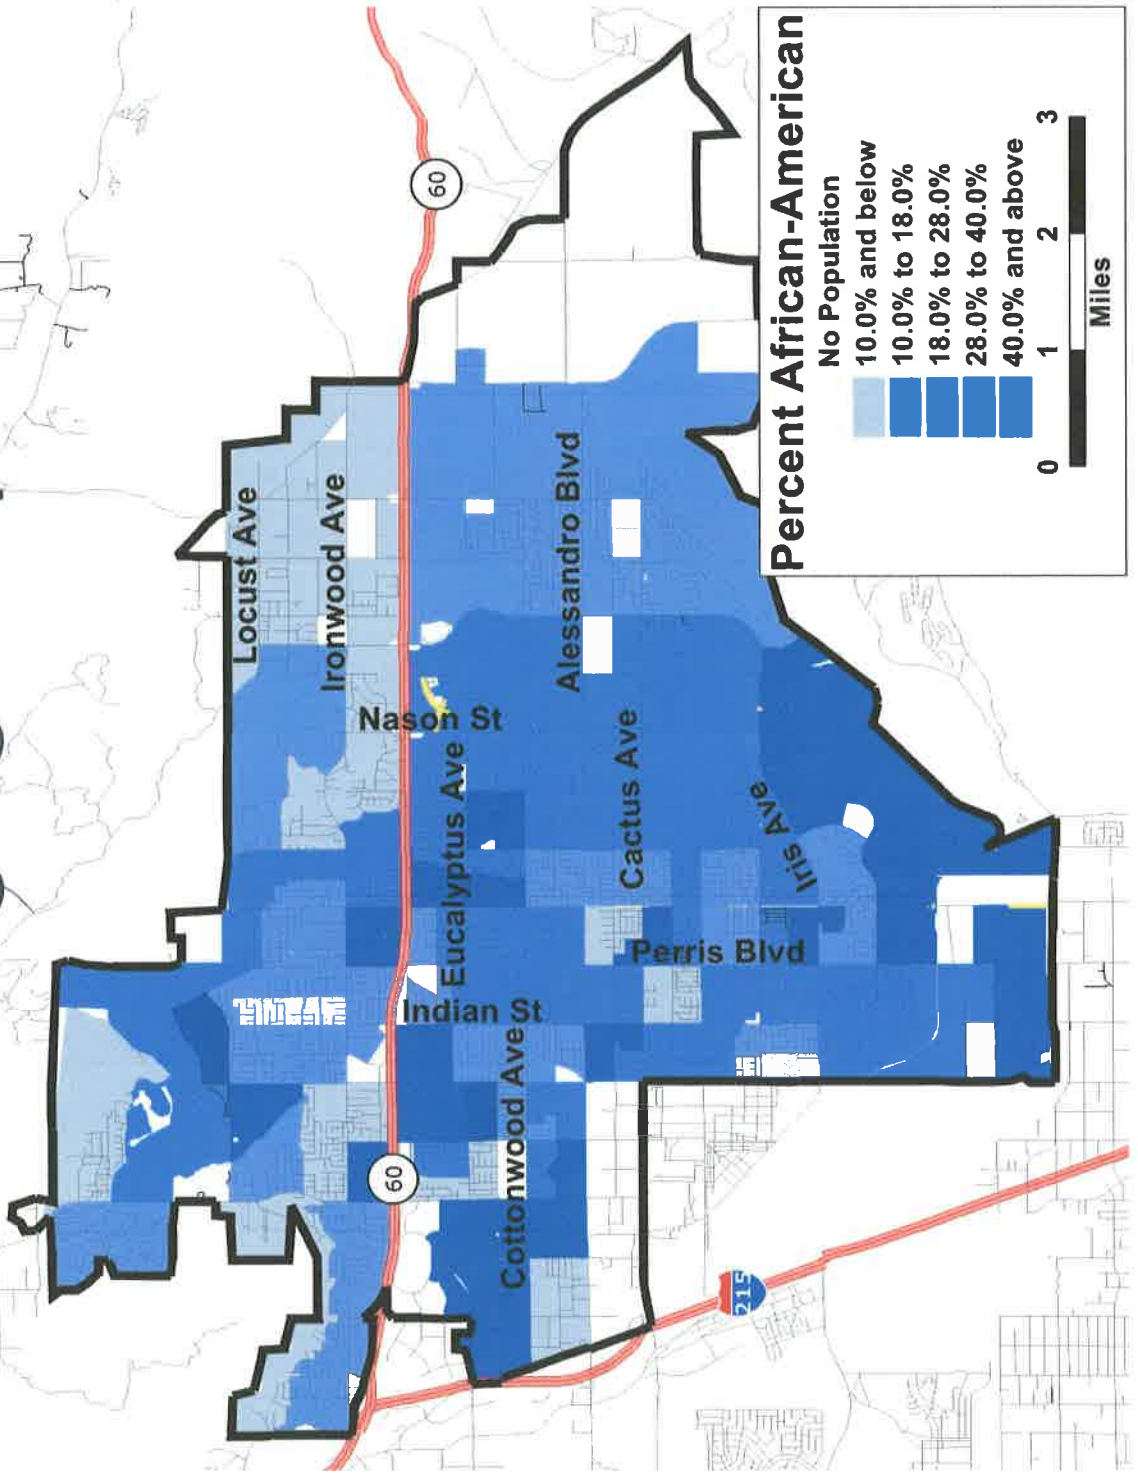 60
Locust Ave
Ironwood Ave
Nason St
Alessandro Blvd
Eucalyptus Ave
Cactus Ave
Iris Ave
Perris Blvd
Indian St
Cottonwood Ave
60
215
Percent African-American
No Population
10.0% and below
10.0% to 18.0%
18.0% to 28.0%
28.0% to 40.0%
40.0% and above
0 1 2 3
Miles